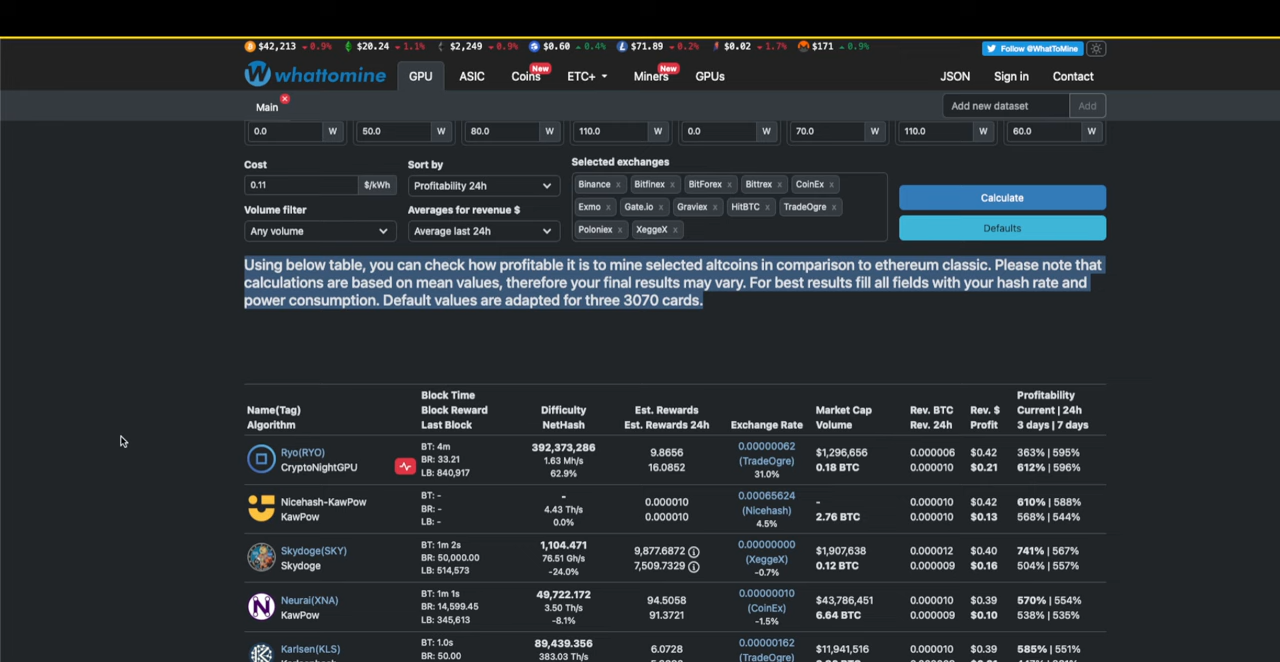 $42,213 0.9% $20.24 1.1% $2,249 0.9% $0.60 0.4% $71.89 0.2% $0.02 1.7% $171 0.9%
Follow @WhatToMine
whattomine GPU ASIC Coins New ETC+ Miners New GPUs JSON Sign in Contact
Main Add new dataset Add
0.0 W 50.0 W 80.0 W 110.0 W 0.0 W 70.0 W 110.0 W 60.0 W
Cost Sort by Selected exchanges
0.11 $/kWh Profitability 24h Binance x Bitfinex x BitForex x Bittrex x CoinEx x
Calculate
Volume filter Averages for revenue $ Exmo x Gate.io x Graviex x HitBTC x TradeOgre x
Any volume Average last 24h Poloniex x XeggeX x
Defaults
Using below table, you can check how profitable it is to mine selected altcoins in comparison to ethereum classic. Please note that
calculations are based on mean values, therefore your final results may vary. For best results fill all fields with your hash rate and
power consumption. Default values are adapted for three 3070 cards.
Name(Tag) Block Time Difficulty Est. Rewards Exchange Rate Market Cap Rev. BTC Rev. $ Profitability
Algorithm Block Reward NetHash Est. Rewards 24h Volume Rev. 24h Profit Current | 24h
Last Block 3 days | 7 days
Ryo(RYO) BT: 4m 392,373,286 9.8656 0.00000062 $1,296,656 0.000006 $0.42 363% | 595%
CryptoNightGPU BR: 33.21 1.63 Mh/s 16.0852 (TradeOgre) 0.18 BTC 0.000010 $0.21 612% | 596%
LB: 840,917 62.9% 31.0%
Nicehash-KawPow BT: - - 0.000010 0.00065624 - 0.000010 $0.42 610% | 588%
KawPow BR: - 4.43 Th/s 0.000010 (Nicehash) 2.76 BTC 0.000010 $0.13 568% | 544%
LB: - 0.0% 4.5%
Skydoge(SKY) BT: 1m 2s 1,104.471 9,877.6872 0.00000000 $1,907,638 0.000012 $0.40 741% | 567%
Skydoge BR: 50,000.00 76.51 Gh/s 7,509.7329 (XeggeX) 0.12 BTC 0.000009 $0.16 504% | 557%
LB: 514,573 -24.0% -0.7%
Neurai(XNA) BT: 1m 1s 49,722.172 94.5058 0.00000010 $43,786,451 0.000010 $0.39 570% | 554%
KawPow BR: 14,599.45 3.50 Th/s 91.3721 (CoinEx) 6.64 BTC 0.000009 $0.10 538% | 535%
LB: 345,613 -8.1% -1.5%
Karlsen(KLS) BT: 1.0s 89,439.356 6.0728 0.00000162 $11,941,516 0.000010 $0.39 585% | 551%
BR: 50.00 383.03 Th/s (TradeOgre)